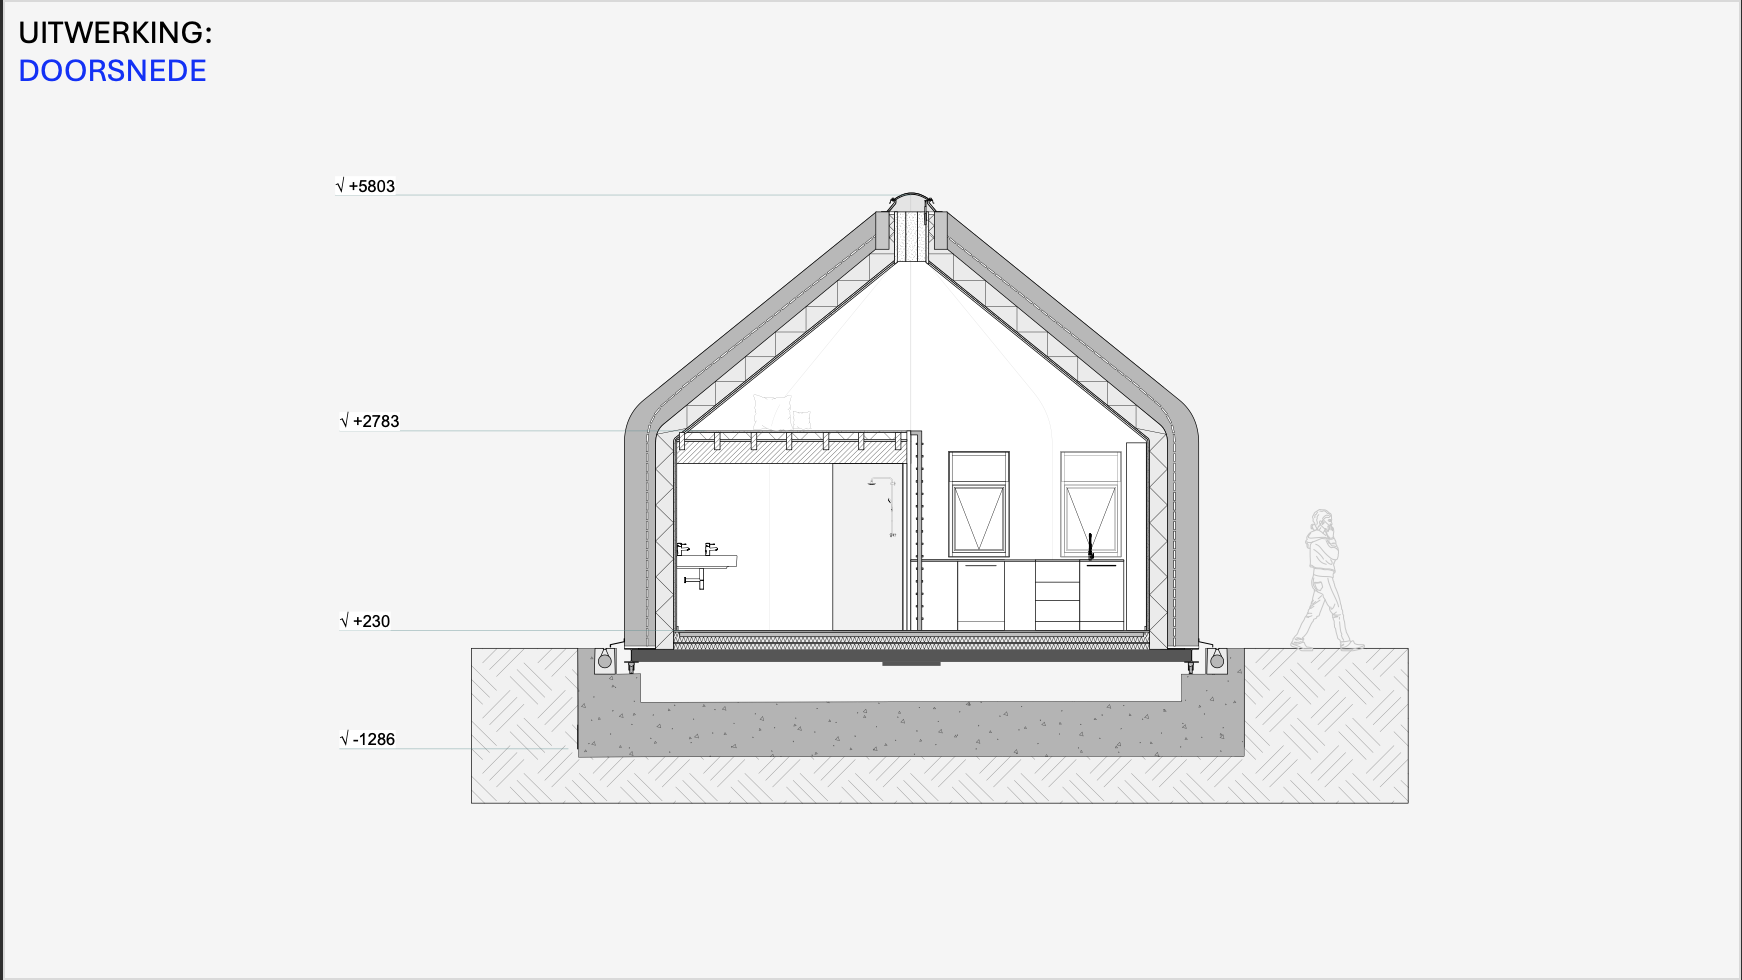 UITWERKING:
DOORSNEDE
√ +5803
√ +2783
√ +230
√ -1286